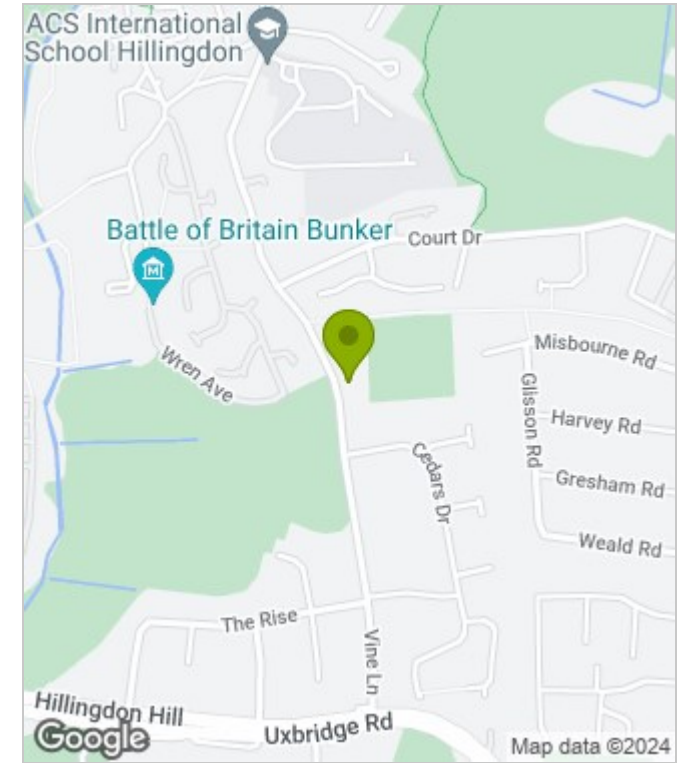 ACS International
School Hillingdon
Battle of Britain Bunker
Court Dr
Misbourne Rd
Wren Ave
Glisson Rd
Harvey Rd
Cedars Dr
Gresham Rd
Weald Rd
The Rise
Vine Ln
Hillingdon Hill
Uxbridge Rd
Google
Map data ©2024
M